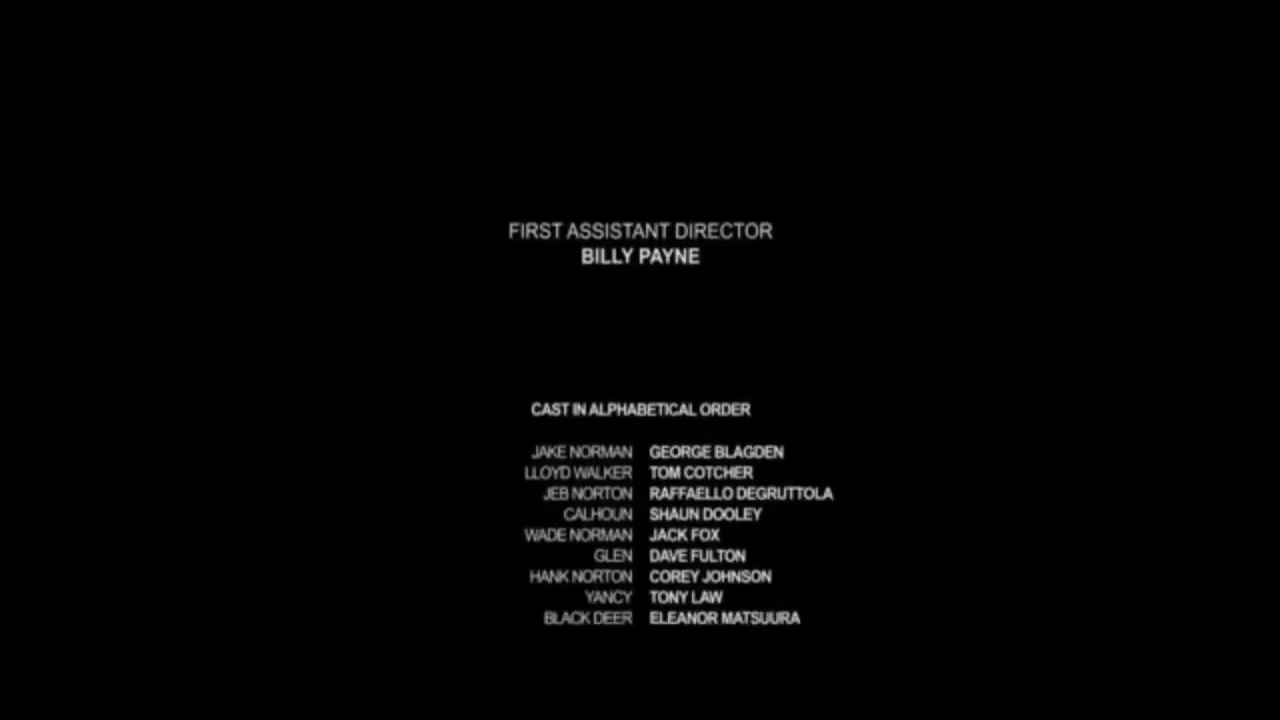 FIRST ASSISTANT DIRECTOR
BILLY PAYNE
CAST IN ALPHABETICAL ORDER
JAKE NORMAN GEORGE BLAGDEN
LLOYD WALKER TOM COTCHER
JEB NORTON RAFFAELLO DEGRUTTOLA
CALHOUN SHAUN DOOLEY
WADE NORMAN JACK FOX
GLEN DAVE FULTON
HANK NORTON COREY JOHNSON
YANCY TONY LAW
BLACK DEER ELEANOR MATSUURA